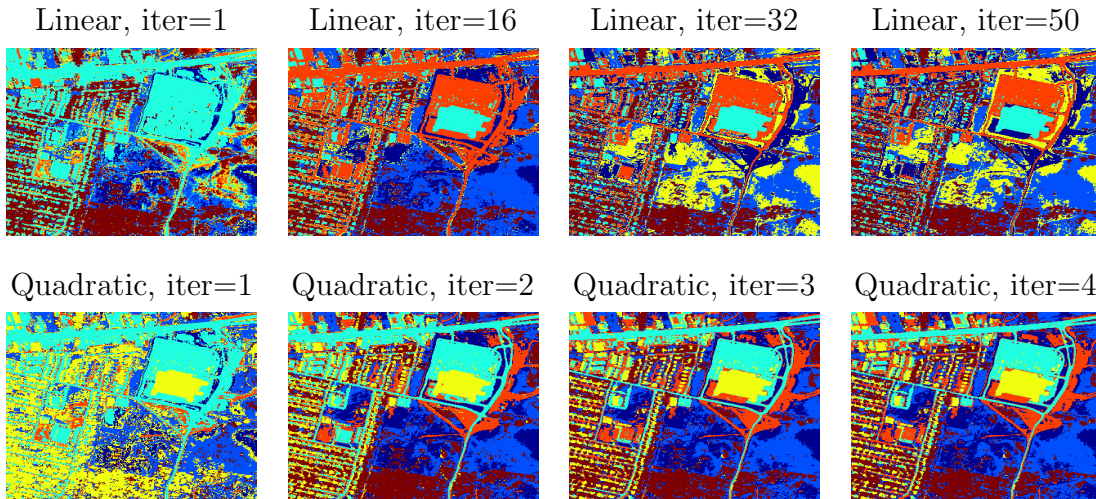 Linear, iter=1
Linear, iter=16
Linear, iter=32
Linear, iter=50
Quadratic, iter=1
Quadratic, iter=2
Quadratic, iter=3
Quadratic, iter=4